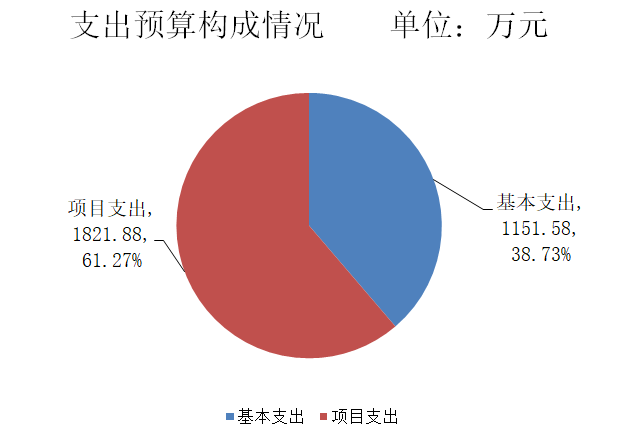 支出预算构成情况 单位：万元
项目支出,
1821.88,
61.27%
基本支出,
1151.58,
38.73%
基本支出 项目支出